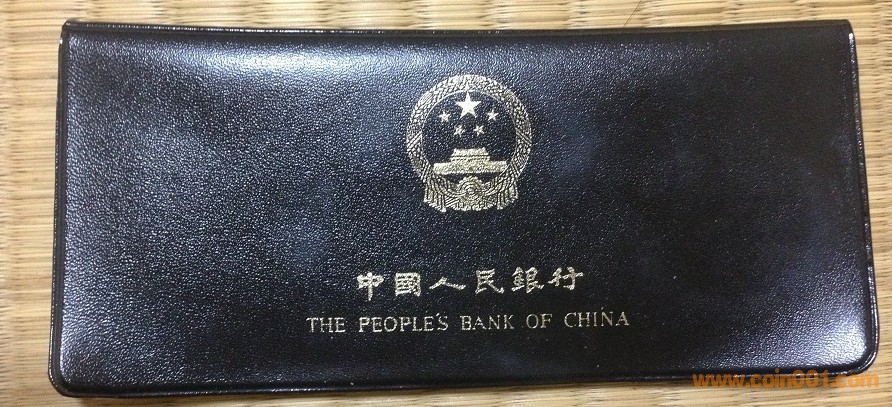 中國人民銀行
THE PEOPLE'S BANK OF CHINA
www.coin001.com